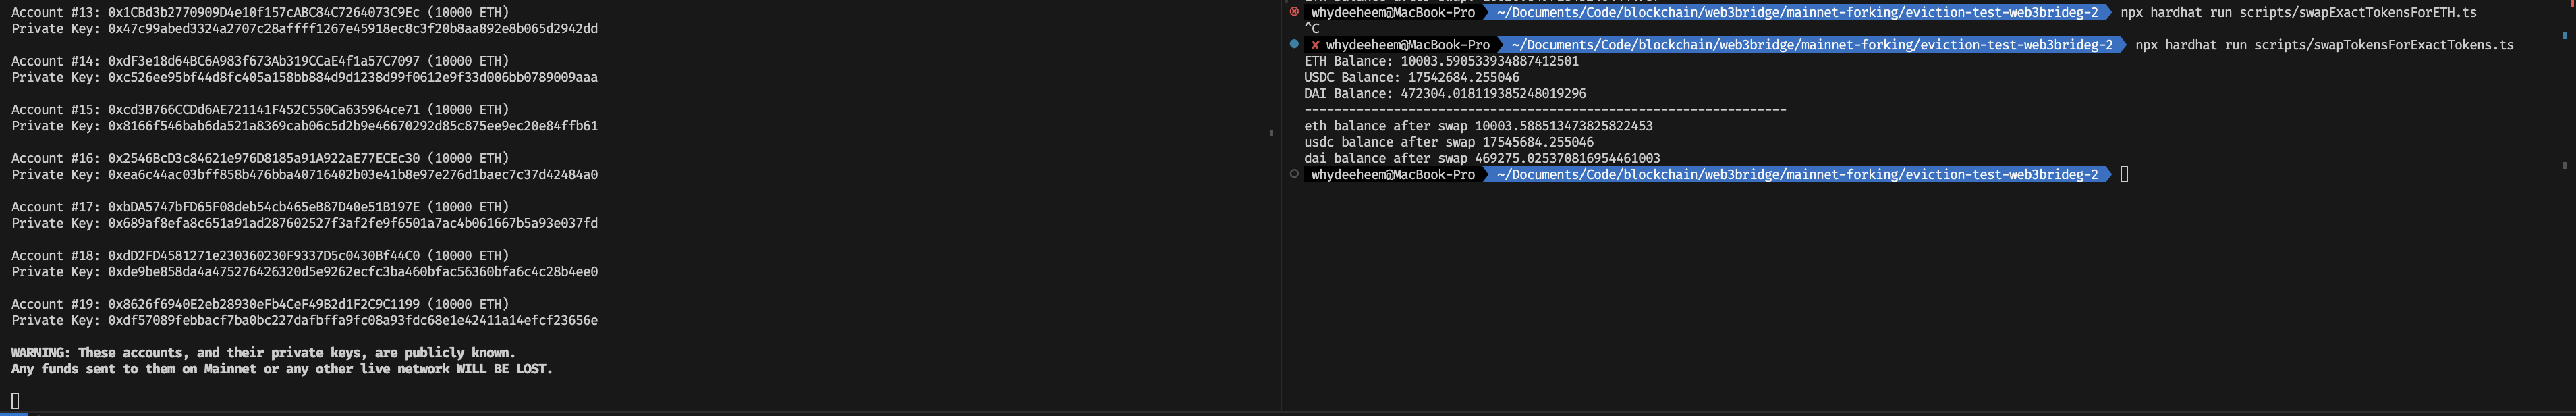 Account #13: 0x1CBd3b2770909D4e10f157cABC84C7264073C9Ec (10000 ETH)
Private Key: 0x47c99abed3324a2707c28affff1267e45918ec8c3f20b8aa892e8b065d2942dd
Account #14: 0xdF3e18d64BC6A983f673Ab319CCaE4f1a57C7097 (10000 ETH)
Private Key: 0xc526ee95bf44d8fc405a158bb884d9d1238d99f0612e9f33d006bb0789009aaa
Account #15: 0xcd3B766CCDd6AE721141F452C550Ca635964ce71 (10000 ETH)
Private Key: 0x8166f546bab6da521a8369cab06c5d2b9e46670292d85c875ee9ec20e84ffb61
Account #16: 0x2546BcD3c84621e976D8185a91A922aE77ECEc30 (10000 ETH)
Private Key: 0xea6c44ac03bff858b476bba40716402b03e41b8e97e276d1baec7c37d42484a0
Account #17: 0xbDA5747bFD65F08deb54cb465eB87D40e51B197E (10000 ETH)
Private Key: 0x689af8efa8c651a91ad287602527f3af2fe9f6501a7ac4b061667b5a93e037fd
Account #18: 0xdD2FD4581271e230360230F9337D5c0430Bf44C0 (10000 ETH)
Private Key: 0xde9be858da4a475276426320d5e9262ecfc3ba460bfac56360bfa6c4c28b4ee0
Account #19: 0x8626f6940E2eb28930eFb4CeF49B2d1F2C9C1199 (10000 ETH)
Private Key: 0xdf57089febbacf7ba0bc227dafbffa9fc08a93fdc68e1e42411a14efcf23656e
WARNING: These accounts, and their private keys, are publicly known.
Any funds sent to them on Mainnet or any other live network WILL BE LOST.
whydeeheem@MacBook-Pro ~/Documents/Code/blockchain/web3bridge/mainnet-forking/eviction-test-web3brideg-2 npx hardhat run scripts/swapExactTokensForETH.ts
^C
✘ whydeeheem@MacBook-Pro ~/Documents/Code/blockchain/web3bridge/mainnet-forking/eviction-test-web3brideg-2 npx hardhat run scripts/swapTokensForExactTokens.ts
ETH Balance: 10003.590533934887412501
USDC Balance: 17542684.255046
DAI Balance: 472304.018119385248019296
-----------------------------------------------------------------
eth balance after swap 10003.588513473825822453
usdc balance after swap 17545684.255046
dai balance after swap 469275.025370816954461003
whydeeheem@MacBook-Pro ~/Documents/Code/blockchain/web3bridge/mainnet-forking/eviction-test-web3brideg-2